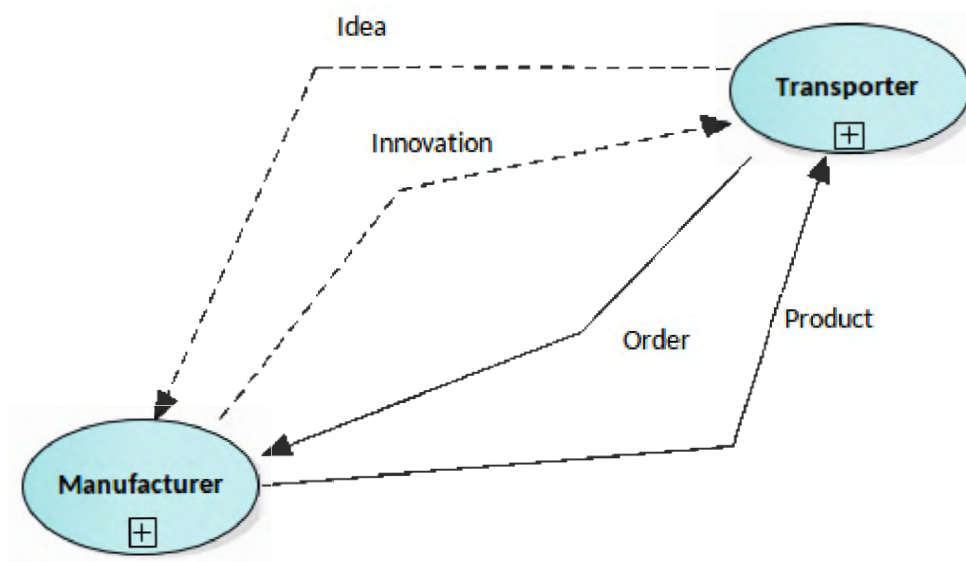 Idea
Transporter
Innovation
Product
Order
Manufacturer